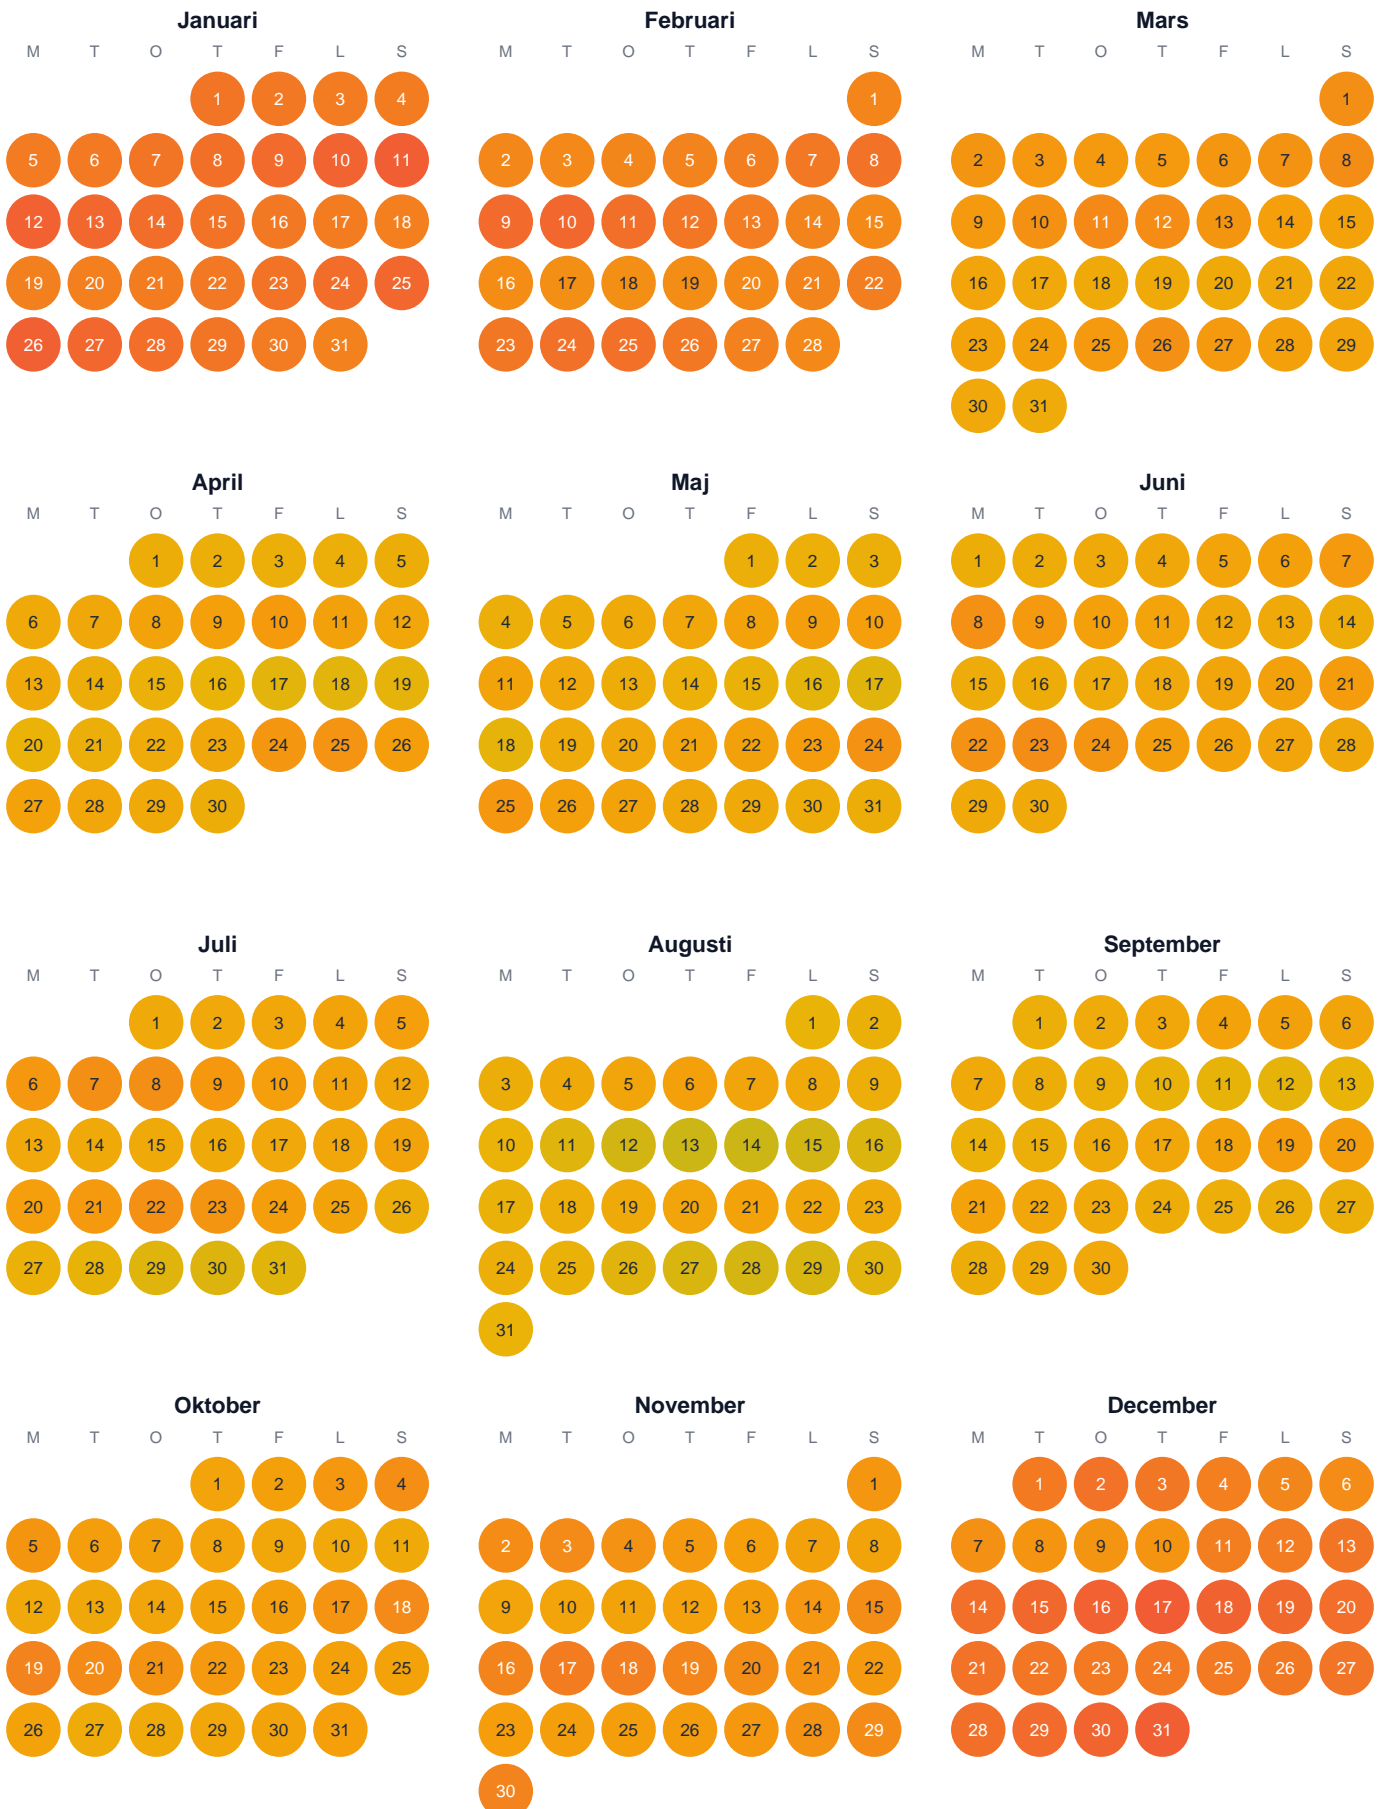 Januari Februari Mars
M T O T F L S M T O T F L S M T O T F L S
1 2 3 4 1 1
5 6 7 8 9 10 11 2 3 4 5 6 7 8 2 3 4 5 6 7 8
12 13 14 15 16 17 18 9 10 11 12 13 14 15 9 10 11 12 13 14 15
19 20 21 22 23 24 25 16 17 18 19 20 21 22 16 17 18 19 20 21 22
26 27 28 29 30 31 23 24 25 26 27 28 23 24 25 26 27 28 29
30 31
April Maj Juni
M T O T F L S M T O T F L S M T O T F L S
1 2 3 4 5 1 2 3 1 2 3 4 5 6 7
6 7 8 9 10 11 12 4 5 6 7 8 9 10 8 9 10 11 12 13 14
13 14 15 16 17 18 19 11 12 13 14 15 16 17 15 16 17 18 19 20 21
20 21 22 23 24 25 26 18 19 20 21 22 23 24 22 23 24 25 26 27 28
27 28 29 30 25 26 27 28 29 30 31 29 30
Juli Augusti September
M T O T F L S M T O T F L S M T O T F L S
1 2 3 4 5 1 2 1 2 3 4 5 6
6 7 8 9 10 11 12 3 4 5 6 7 8 9 7 8 9 10 11 12 13
13 14 15 16 17 18 19 10 11 12 13 14 15 16 14 15 16 17 18 19 20
20 21 22 23 24 25 26 17 18 19 20 21 22 23 21 22 23 24 25 26 27
27 28 29 30 31 24 25 26 27 28 29 30 28 29 30
31
Oktober November December
M T O T F L S M T O T F L S M T O T F L S
1 2 3 4 1 1 2 3 4 5 6
5 6 7 8 9 10 11 2 3 4 5 6 7 8 7 8 9 10 11 12 13
12 13 14 15 16 17 18 9 10 11 12 13 14 15 14 15 16 17 18 19 20
19 20 21 22 23 24 25 16 17 18 19 20 21 22 21 22 23 24 25 26 27
26 27 28 29 30 31 23 24 25 26 27 28 29 28 29 30 31
30